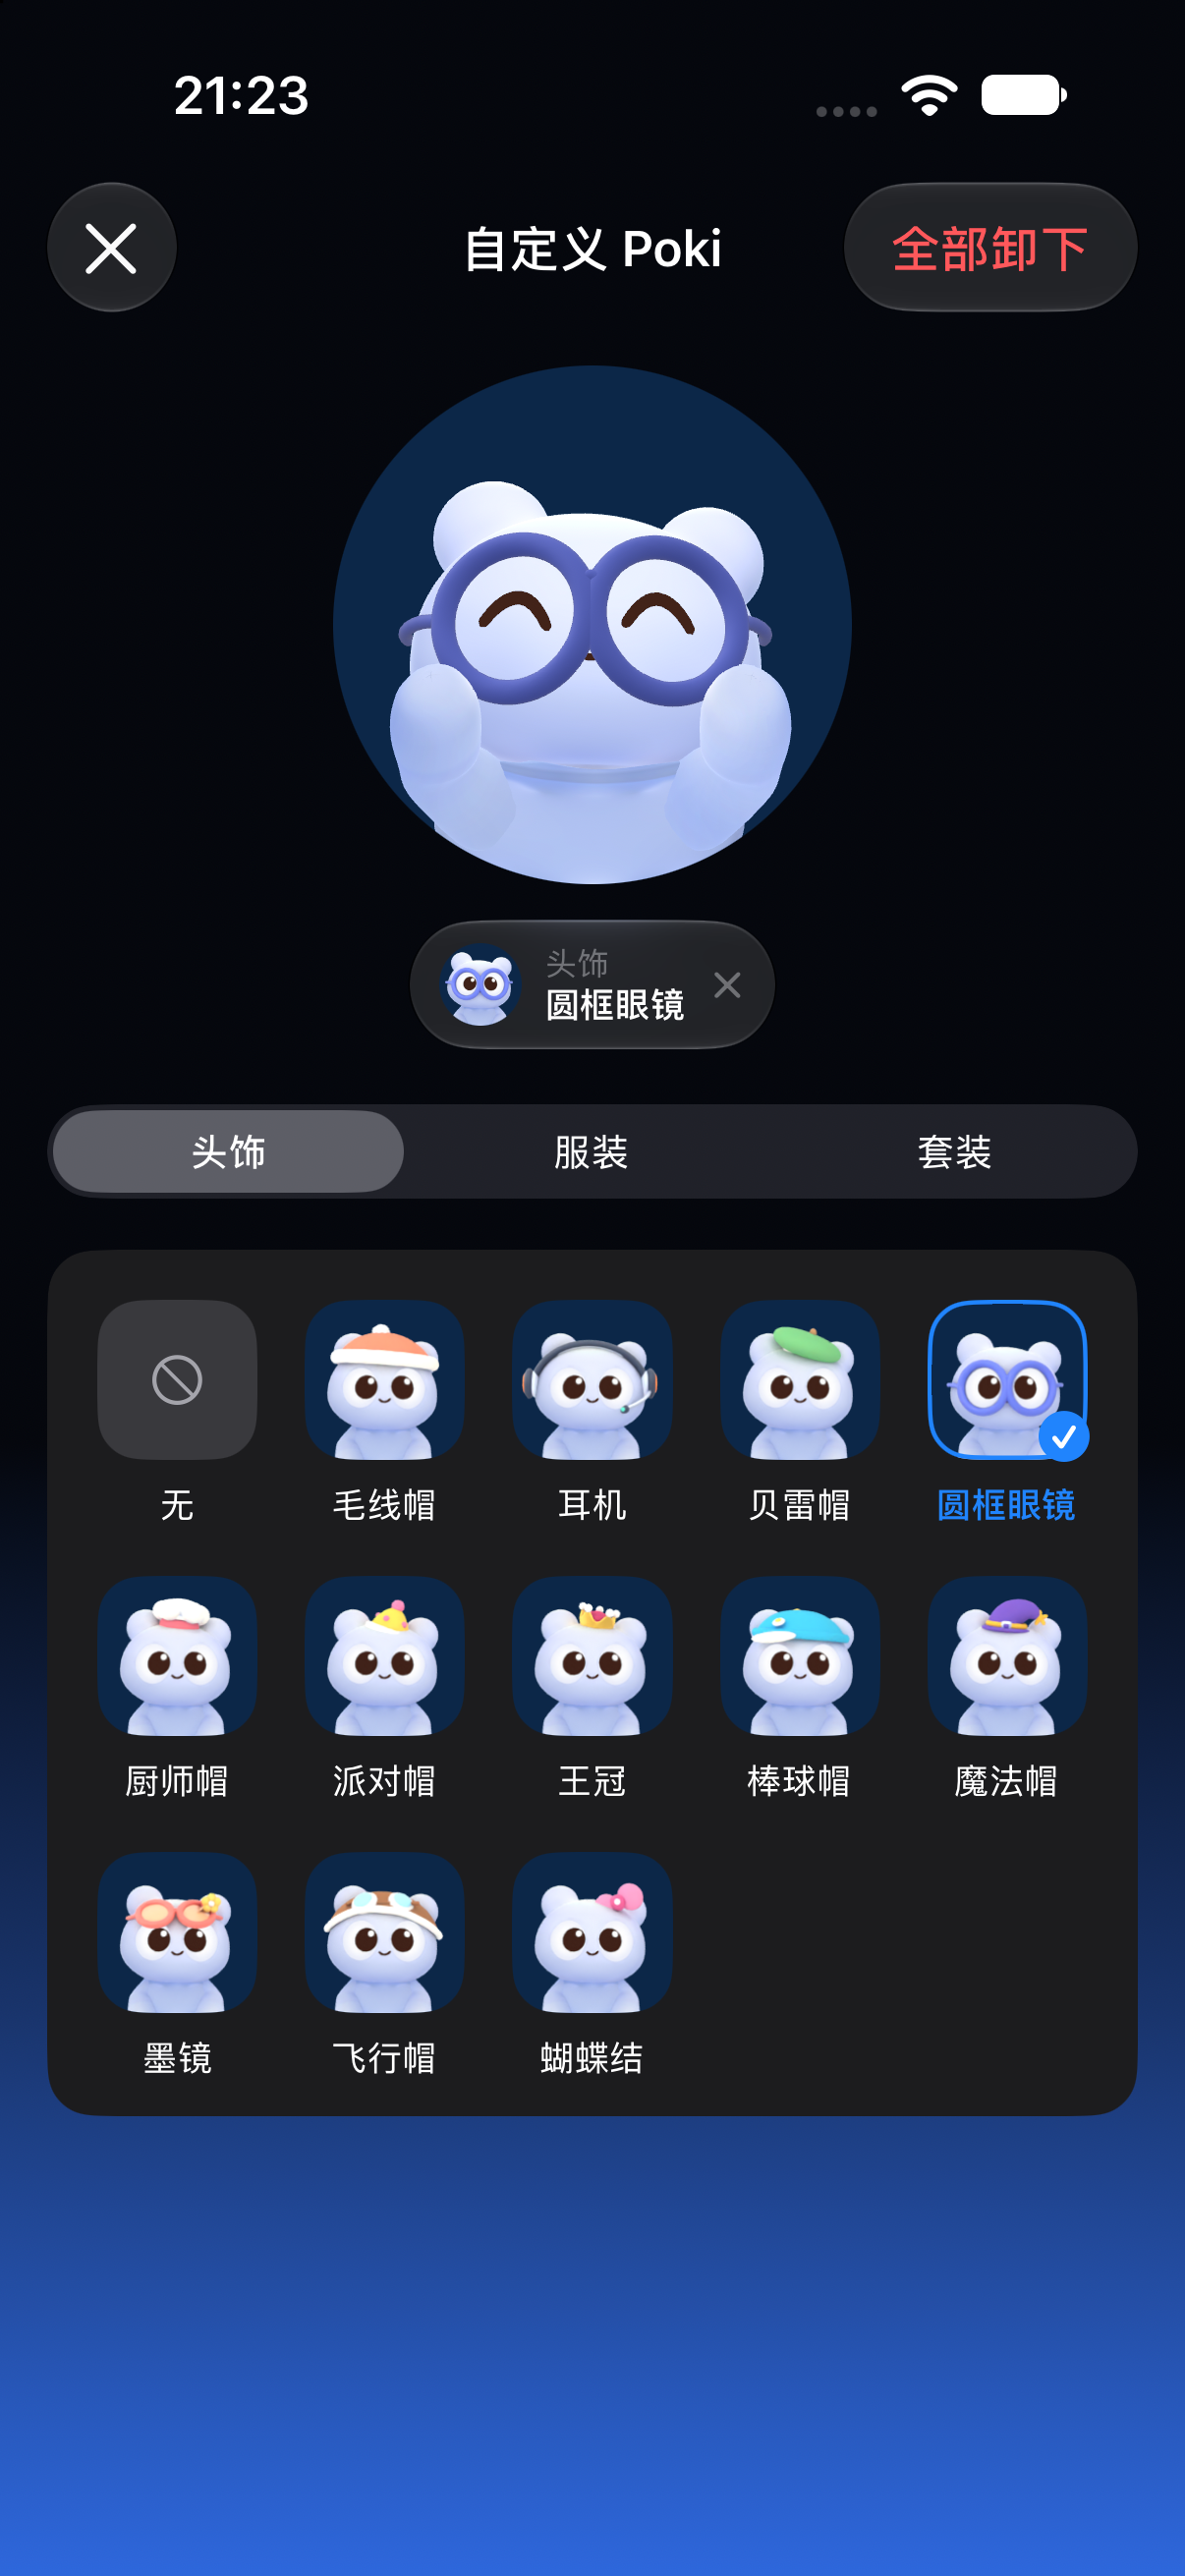 21:23
自定义 Poki
全部卸下
头饰
圆框眼镜
头饰
服装
套装
无
毛线帽
耳机
贝雷帽
圆框眼镜
厨师帽
派对帽
王冠
棒球帽
魔法帽
墨镜
飞行帽
蝴蝶结